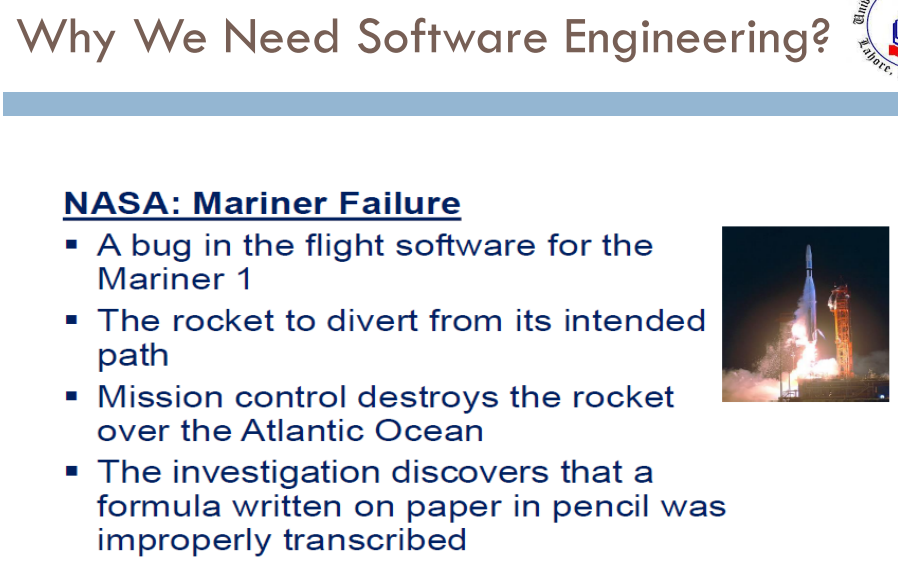 Why We Need Software Engineering?
Lahore,
NASA: Mariner Failure
▪ A bug in the flight software for the
Mariner 1
▪ The rocket to divert from its intended
path
▪ Mission control destroys the rocket
over the Atlantic Ocean
▪ The investigation discovers that a
formula written on paper in pencil was
improperly transcribed